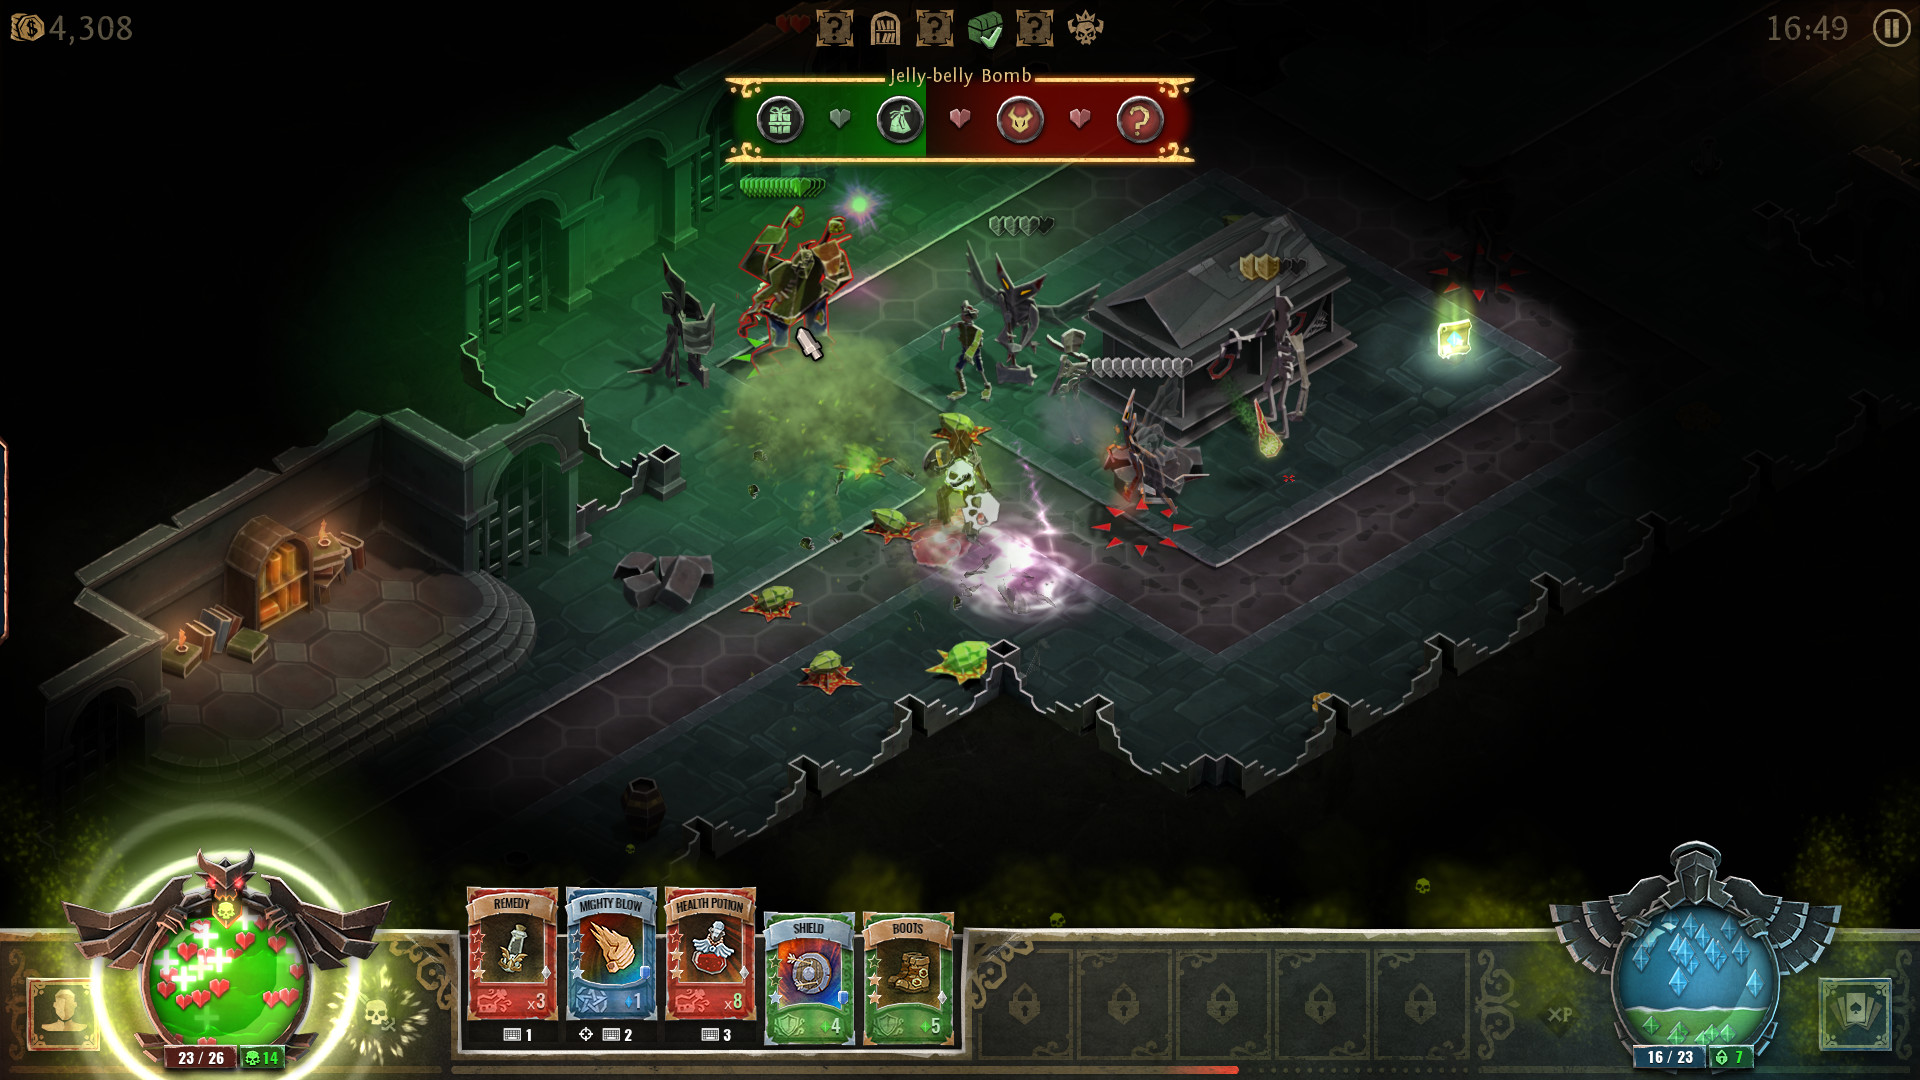 4,308
16:49
Jelly-belly Bomb
REMEDY
x3
1
MIGHTY BLOW
+1
2
HEALTH POTION
x8
3
SHIELD
+4
BOOTS
+5
XP
23 / 26
14
16 / 23
7